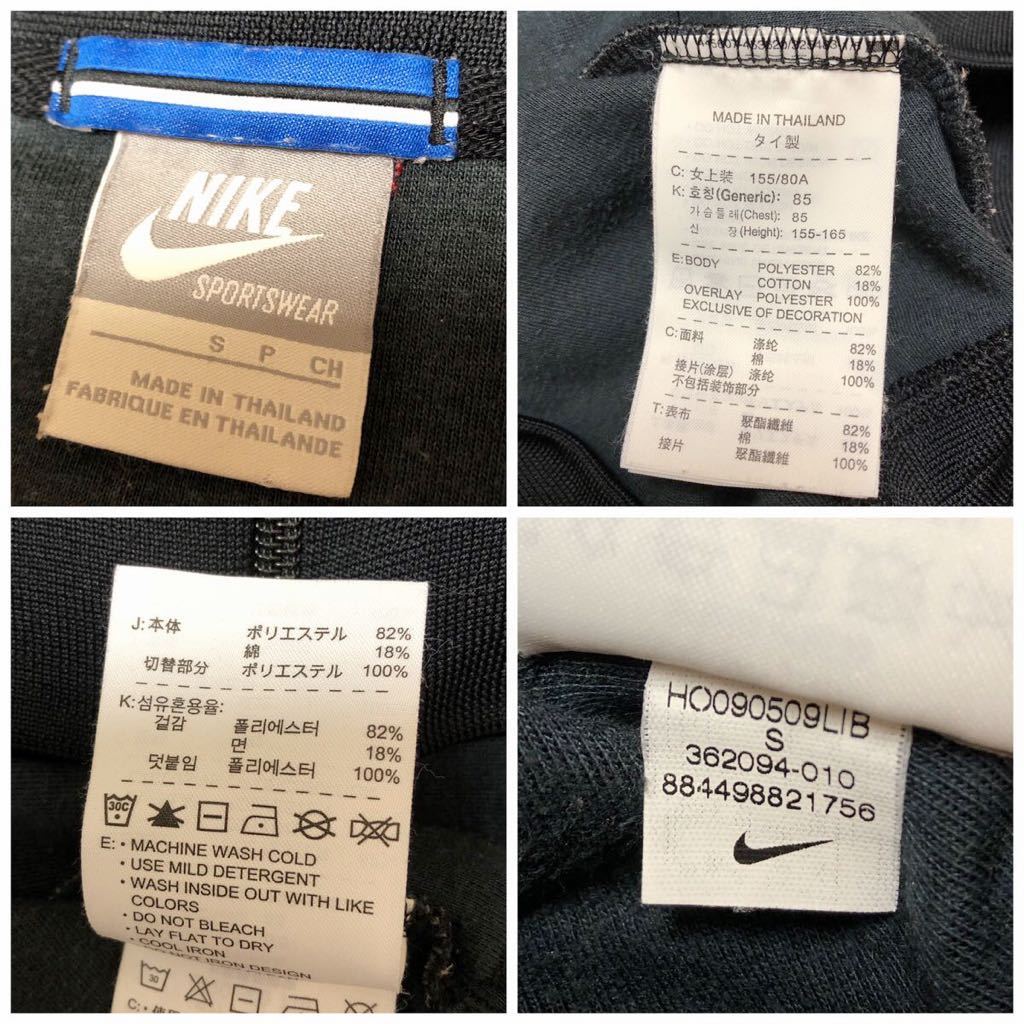 NIKE
SPORTSWEAR
S P CH
MADE IN THAILAND
FABRIQUE EN THAILANDE
MADE IN THAILAND
タイ製
C: 女上装 155/80A
K: 호칭(Generic): 85
가슴둘레(Chest): 85
신 장(Height): 155-165
E: BODY POLYESTER 82%
COTTON 18%
OVERLAY POLYESTER 100%
EXCLUSIVE OF DECORATION
C: 面料 涤纶 82%
棉 18%
接片(涂层) 涤纶 100%
不包括装饰部分
T: 表布 聚酯纖維 82%
棉 18%
接片 聚酯纖維 100%
J: 本体 ポリエステル 82%
綿 18%
切替部分 ポリエステル 100%
K: 섬유혼용율:
겉감 폴리에스터 82%
면 18%
덧붙임 폴리에스터 100%
30C
E: • MACHINE WASH COLD
• USE MILD DETERGENT
• WASH INSIDE OUT WITH LIKE
COLORS
• DO NOT BLEACH
• LAY FLAT TO DRY
• COOL IRON
DO NOT IRON DESIGN
30
C: •
HO090509LIB
S
362094-010
884498821756